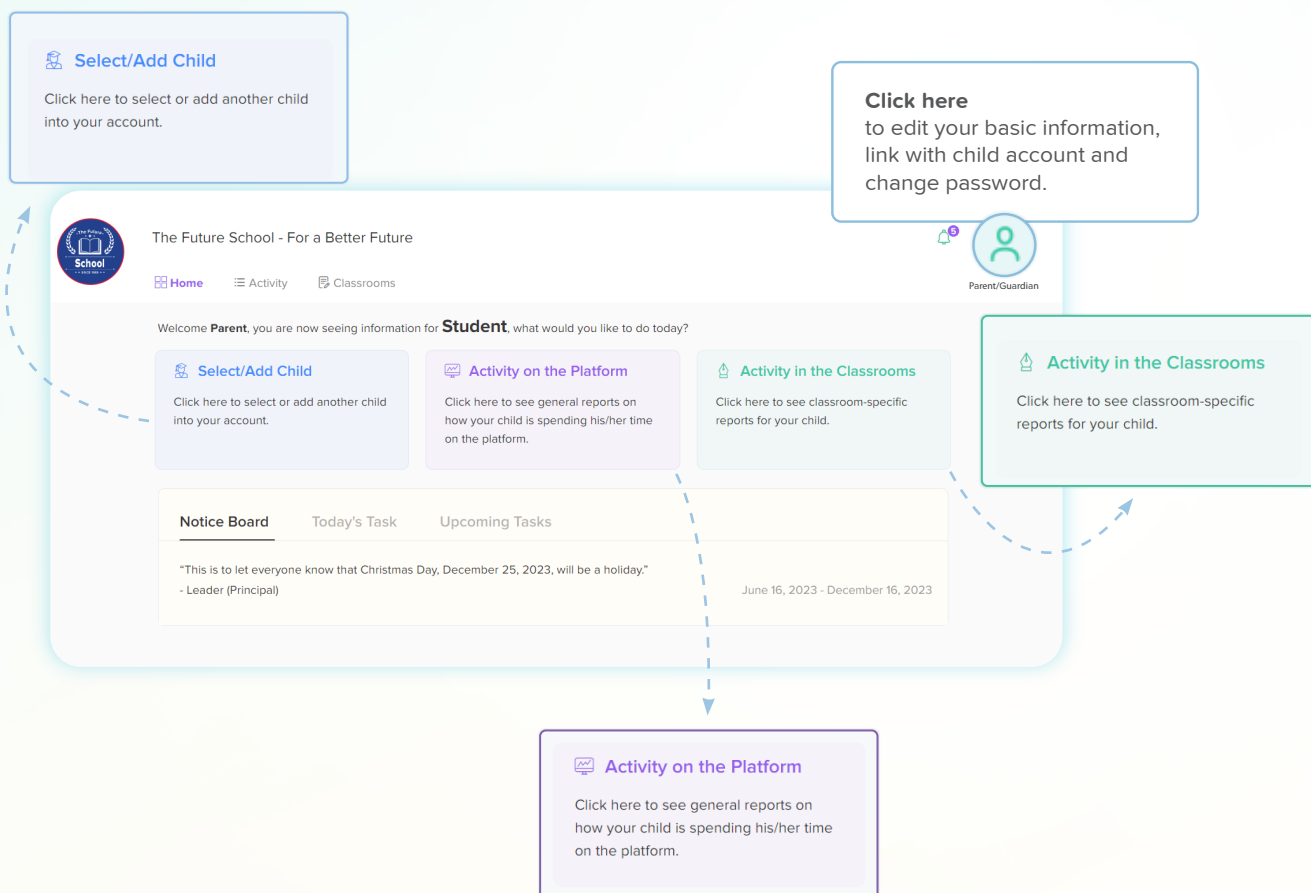 Select/Add Child
Click here to select or add another child
into your account.
Click here
to edit your basic information,
link with child account and
change password.
The Future
School
SINCE 1989
The Future School - For a Better Future
5
Parent/Guardian
Home
Activity
Classrooms
Welcome Parent, you are now seeing information for Student, what would you like to do today?
Select/Add Child
Click here to select or add another child
into your account.
Activity on the Platform
Click here to see general reports on
how your child is spending his/her time
on the platform.
Activity in the Classrooms
Click here to see classroom-specific
reports for your child.
Activity in the Classrooms
Click here to see classroom-specific
reports for your child.
Notice Board
Today's Task
Upcoming Tasks
“This is to let everyone know that Christmas Day, December 25, 2023, will be a holiday.”
- Leader (Principal)
June 16, 2023 - December 16, 2023
Activity on the Platform
Click here to see general reports on
how your child is spending his/her time
on the platform.